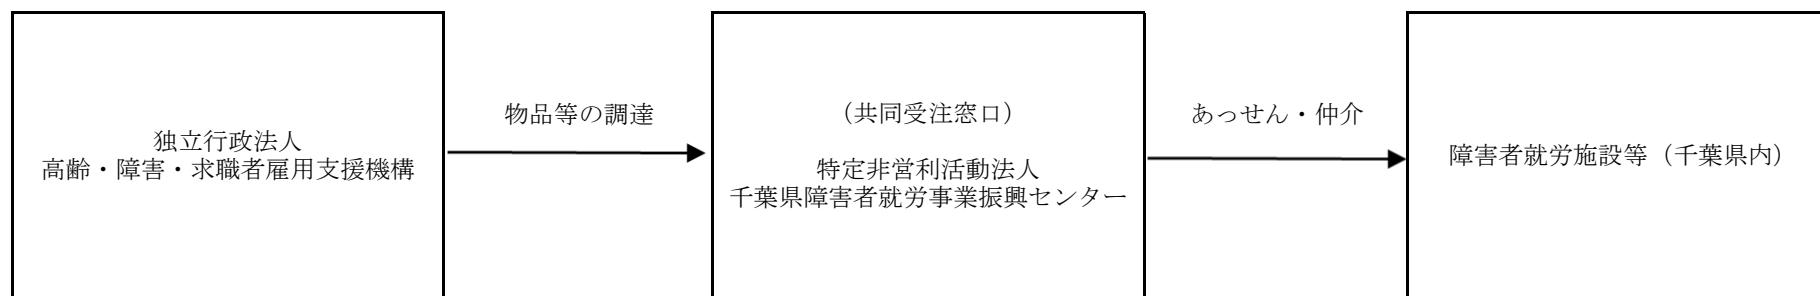 独立行政法人
高齢・障害・求職者雇用支援機構
物品等の調達
（共同受注窓口）
特定非営利活動法人
千葉県障害者就労事業振興センター
あっせん・仲介
障害者就労施設等（千葉県内）